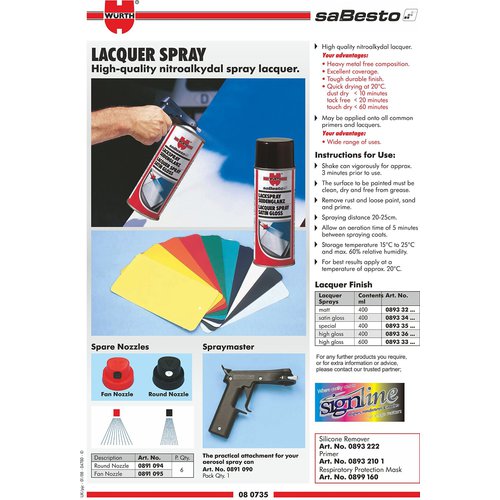 WÜRTH
saBesto
LACQUER SPRAY
High-quality nitroalkydal spray lacquer.
WÜRTH
WÜRTH
saBesto
LACKSPRAY
SEIDENGLANZ
LACQUER SPRAY
SATIN GLOSS
High quality nitroalkydal lacquer.
Your advantages:
• Heavy metal free composition.
• Excellent coverage.
• Tough durable finish.
• Quick drying at 20°C.
dust dry < 10 minutes
tack free < 20 minutes
touch dry < 60 minutes
May be applied onto all common
primers and lacquers.
Your advantage:
• Wide range of uses.
Instructions for Use:
Shake can vigorously for approx.
3 minutes prior to use.
The surface to be painted must be
clean, dry and free from grease.
Remove rust and loose paint, sand
and prime.
Spraying distance 20-25cm.
Allow an aeration time of 5 minutes
between spraying coats.
Storage temperature 15°C to 25°C
and max. 60% relative humidity.
For best results apply at a
temperature of approx. 20°C.
Lacquer Finish
Lacquer Sprays Contents ml Art. No.
matt 400 0893 32 ...
satin gloss 400 0893 34 ...
special 400 0893 35 ...
high gloss 400 0893 36 ...
high gloss 600 0893 33 ...
For any further products you require,
or for extra information or advice,
please contact our trusted partner;
signline
Silicone Remover
Art. No. 0893 222
Primer
Art. No. 0893 210 1
Respiratory Protection Mask
Art. No. 0899 160
Spare Nozzles
Fan Nozzle Round Nozzle
Description Art. No. P. Qty.
Round Nozzle 0891 094 6
Fan Nozzle 0891 095
Spraymaster
The practical attachment for your
aerosol spray can
Art. No. 0891 090
Pack Qty. 1
08 0735